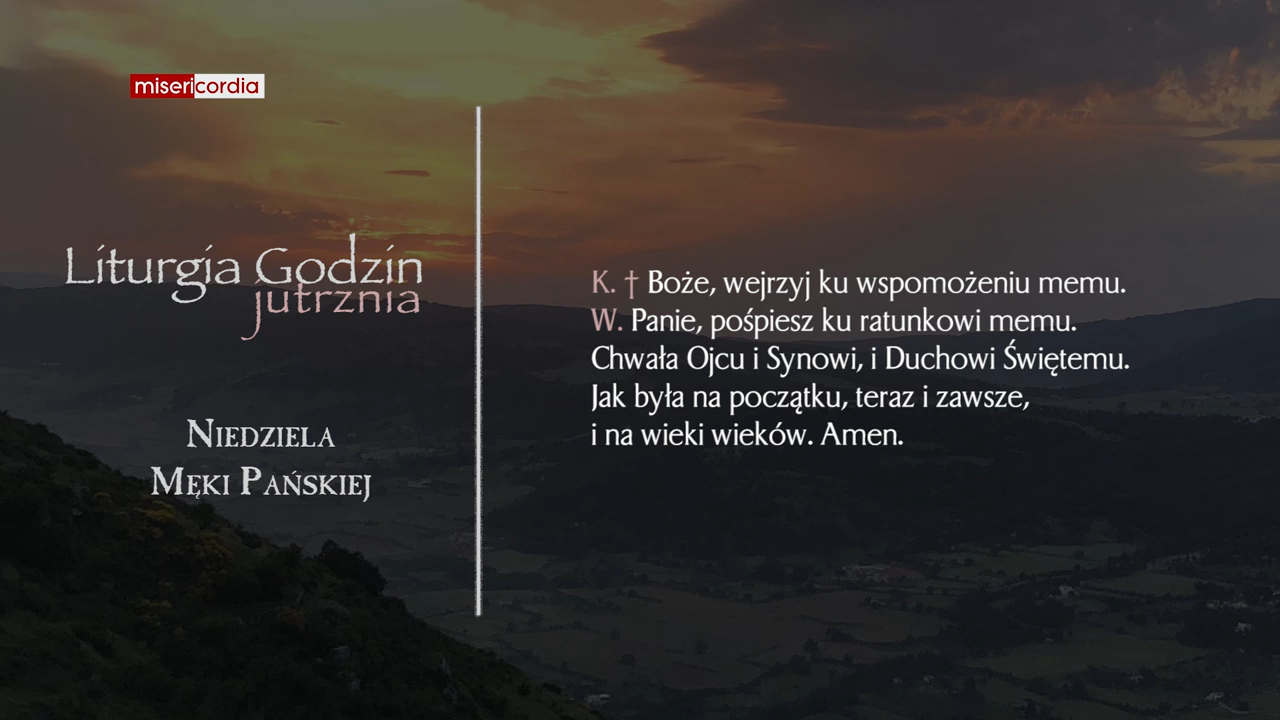 misericordia
Liturgia Godzin
jutrznia
Niedziela
Męki Pańskiej
K. † Boże, wejrzyj ku wspomożeniu memu.
W. Panie, pośpiesz ku ratunkowi memu.
Chwała Ojcu i Synowi, i Duchowi Świętemu.
Jak była na początku, teraz i zawsze,
i na wieki wieków. Amen.